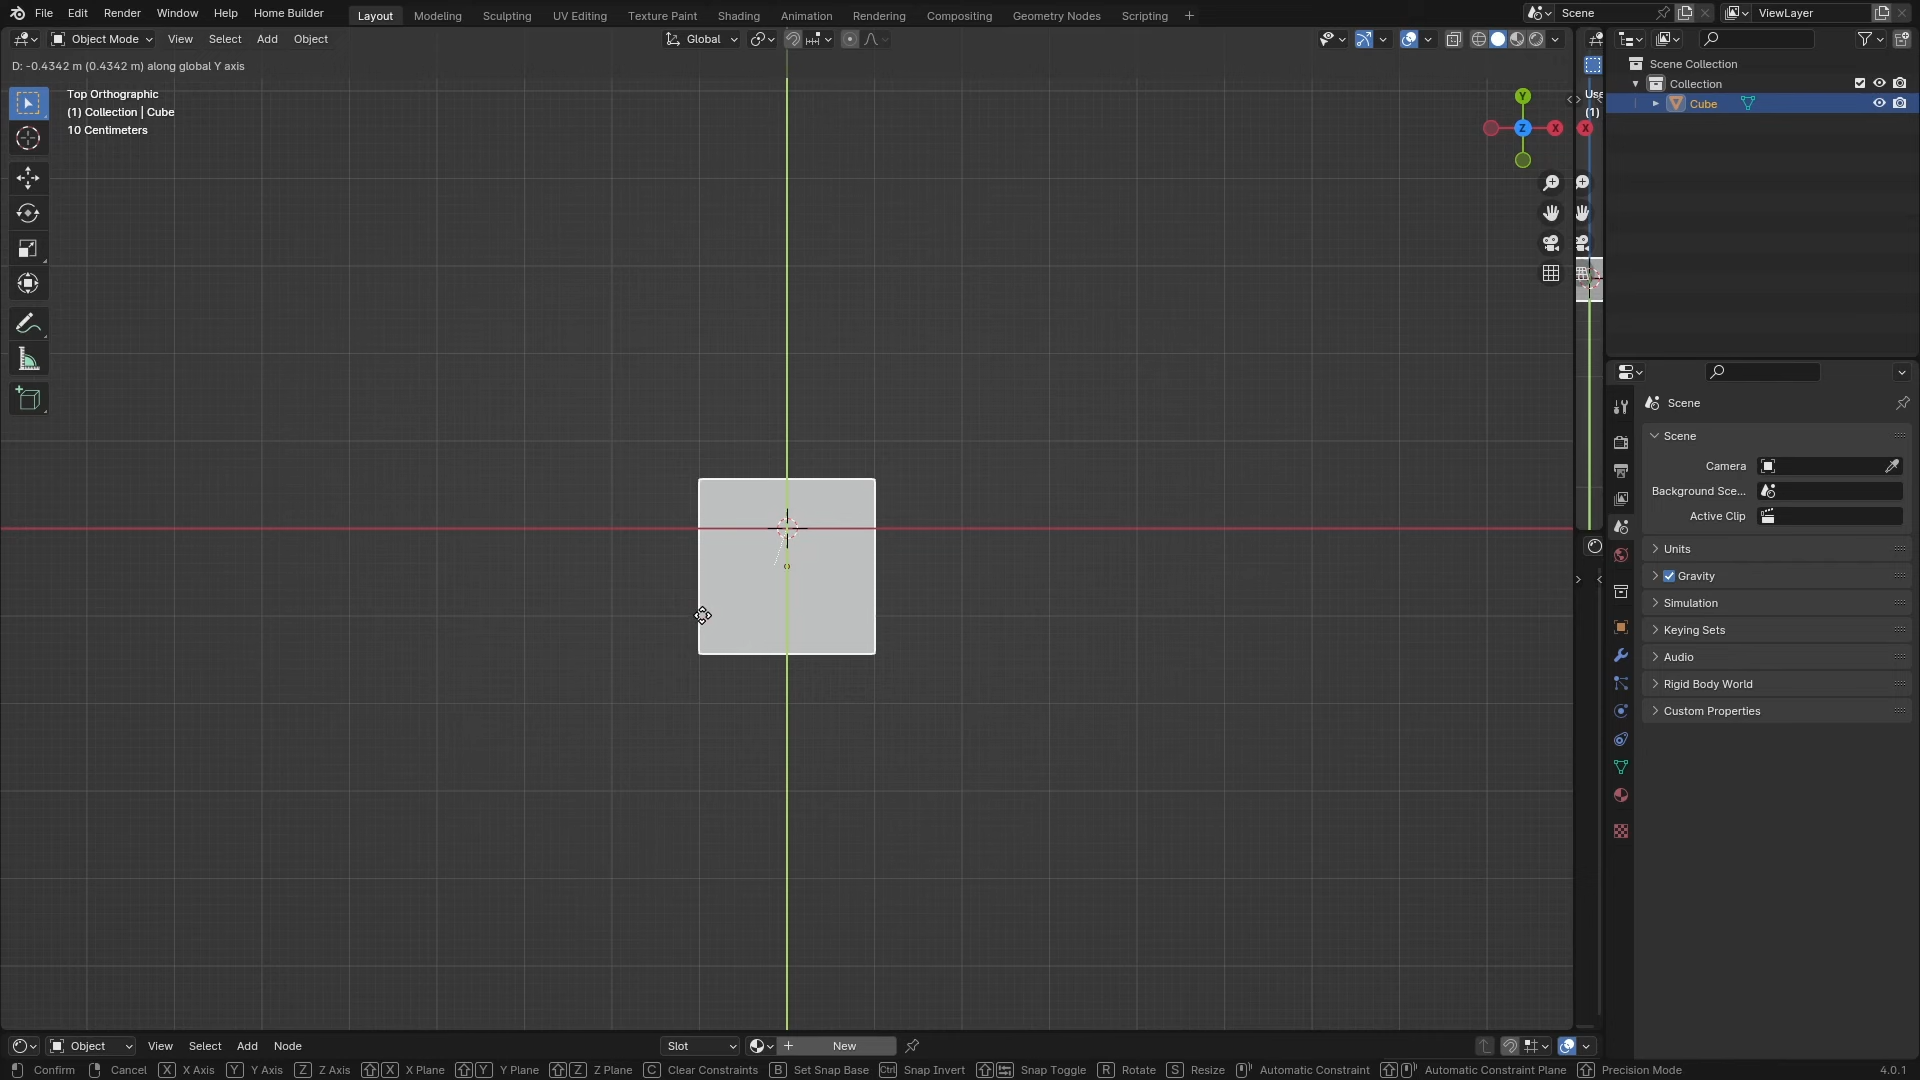 File Edit Render Window Help Home Builder Layout Modeling Sculpting UV Editing Texture Paint Shading Animation Rendering Compositing Geometry Nodes Scripting Scene ViewLayer
Object Mode View Select Add Object Global
D: -0.4342 m (0.4342 m) along global Y axis
Top Orthographic
(1) Collection | Cube
10 Centimeters
Y
Z X X
Use
(1)
Scene Collection
Collection
Cube
Scene
Scene
Camera
Background Sce...
Active Clip
Units
Gravity
Simulation
Keying Sets
Audio
Rigid Body World
Custom Properties
Object View Select Add Node Slot New
Confirm Cancel X X Axis Y Y Axis Z Z Axis X X Plane Y Y Plane Z Z Plane C Clear Constraints B Set Snap Base Ctrl Snap Invert Snap Toggle R Rotate S Resize Automatic Constraint Automatic Constraint Plane Precision Mode 4.0.1